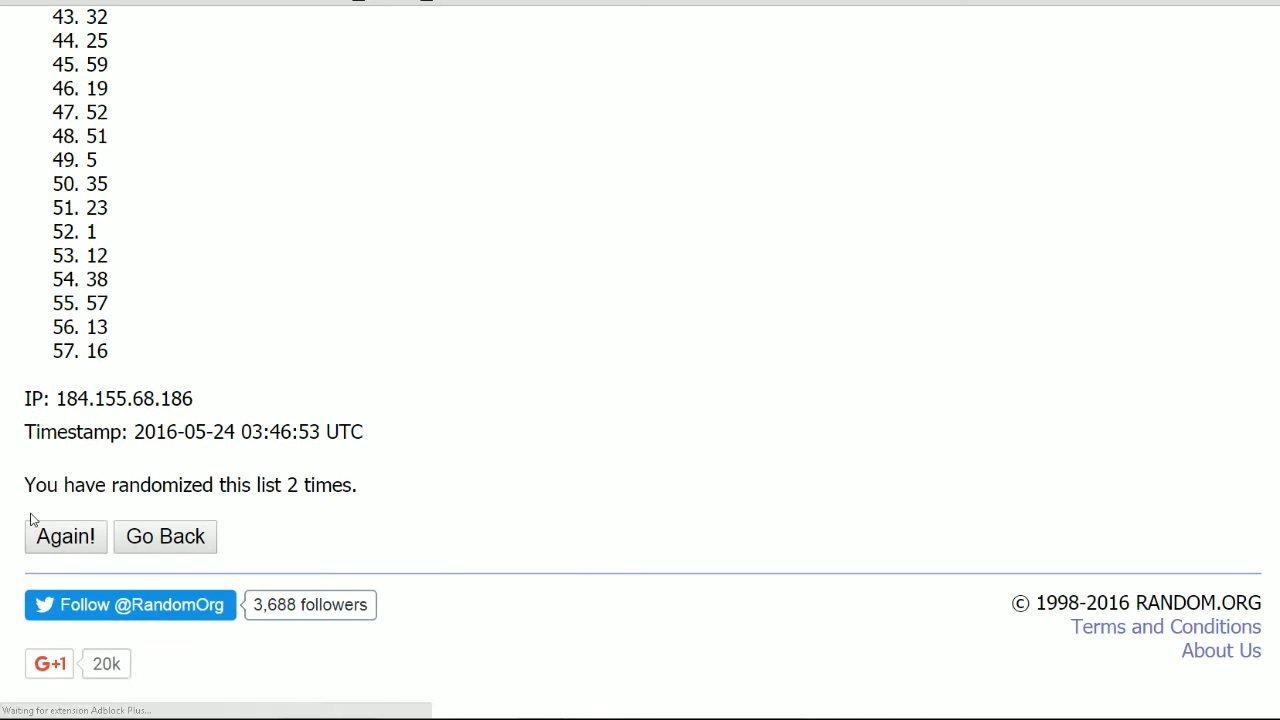 43. 32
44. 25
45. 59
46. 19
47. 52
48. 51
49. 5
50. 35
51. 23
52. 1
53. 12
54. 38
55. 57
56. 13
57. 16
IP: 184.155.68.186
Timestamp: 2016-05-24 03:46:53 UTC
You have randomized this list 2 times.
Again! Go Back
Follow @RandomOrg 3,688 followers
G+1 20k
© 1998-2016 RANDOM.ORG
Terms and Conditions
About Us
Waiting for extension Adblock Plus...